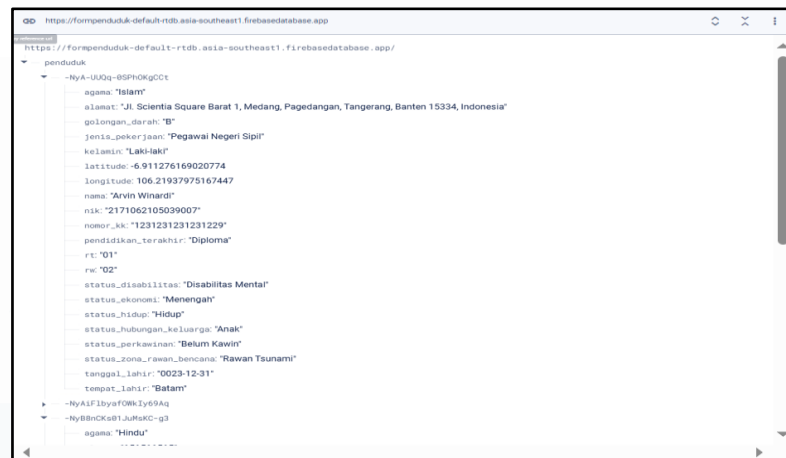 https://formpenduduk-default-rtdb.asia-southeast1.firebasedatabase.app
https://formpenduduk-default-rtdb.asia-southeast1.firebasedatabase.app/
penduduk
-NyA-UUQq-0SPhOKgCCt
agama: "Islam"
alamat: "Jl. Scientia Square Barat 1, Medang, Pagedangan, Tangerang, Banten 15334, Indonesia"
golongan_darah: "B"
jenis_pekerjaan: "Pegawai Negeri Sipil"
kelamin: "Laki-laki"
latitude: -6.911276169020774
longitude: 106.21937975167447
nama: "Arvin Winardi"
nik: "2171062105039007"
nomor_kk: "1231231231231229"
pendidikan_terakhir: "Diploma"
rt: "01"
rw: "02"
status_disabilitas: "Disabilitas Mental"
status_ekonomi: "Menengah"
status_hidup: "Hidup"
status_hubungan_keluarga: "Anak"
status_perkawinan: "Belum Kawin"
status_zona_rawan_bencana: "Rawan Tsunami"
tanggal_lahir: "0023-12-31"
tempat_lahir: "Batam"
-NyAiFlbyafOWkIy69Aq
-NyB8nCKs01JuMsKC-g3
agama: "Hindu"